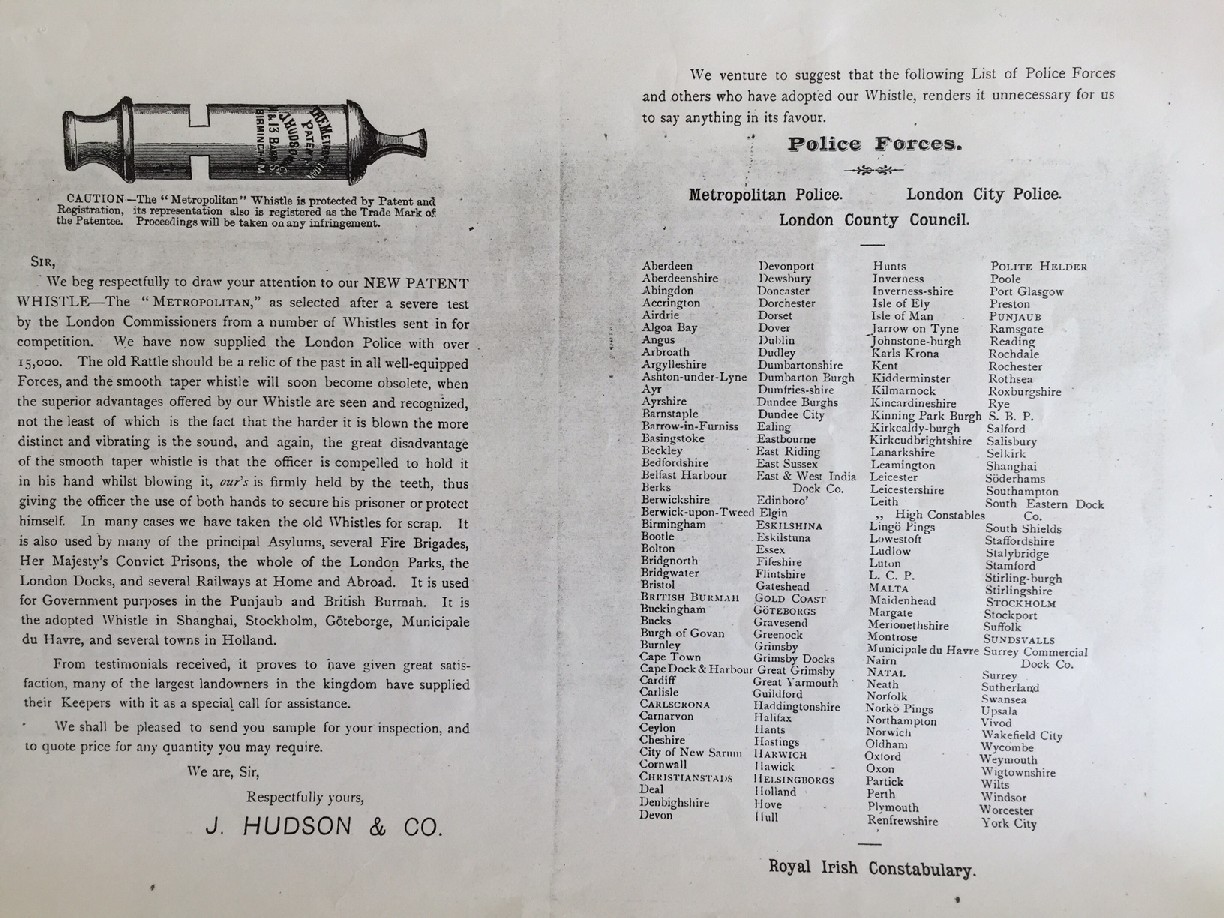 THE METROPOLITAN
PATENT
J. HUDSON & Co
BIRMINGHAM
CAUTION—The "Metropolitan" Whistle is protected by Patent and
Registration, its representation also is registered as the Trade Mark of
the Patentee. Proceedings will be taken on any infringement.
SIR,
We beg respectfully to draw your attention to our NEW PATENT
WHISTLE—The "METROPOLITAN," as selected after a severe test
by the London Commissioners from a number of Whistles sent in for
competition. We have now supplied the London Police with over
15,000. The old Rattle should be a relic of the past in all well-equipped
Forces, and the smooth taper whistle will soon become obsolete, when
the superior advantages offered by our Whistle are seen and recognized,
not the least of which is the fact that the harder it is blown the more
distinct and vibrating is the sound, and again, the great disadvantage
of the smooth taper whistle is that the officer is compelled to hold it
in his hand whilst blowing it, our's is firmly held by the teeth, thus
giving the officer the use of both hands to secure his prisoner or protect
himself. In many cases we have taken the old Whistles for scrap. It
is also used by many of the principal Asylums, several Fire Brigades,
Her Majesty's Convict Prisons, the whole of the London Parks, the
London Docks, and several Railways at Home and Abroad. It is used
for Government purposes in the Punjaub and British Burmah. It is
the adopted Whistle in Shanghai, Stockholm, Göteborge, Municipale
du Havre, and several towns in Holland.
From testimonials received, it proves to have given great satis-
faction, many of the largest landowners in the kingdom have supplied
their Keepers with it as a special call for assistance.
We shall be pleased to send you sample for your inspection, and
to quote price for any quantity you may require.
We are, Sir,
Respectfully yours,
J. HUDSON & CO.
We venture to suggest that the following List of Police Forces
and others who have adopted our Whistle, renders it unnecessary for us
to say anything in its favour.
Police Forces.
Metropolitan Police. London City Police.
London County Council.
Aberdeen
Aberdeenshire
Abingdon
Accrington
Airdrie
Algoa Bay
Angus
Arbroath
Argylleshire
Ashton-under-Lyne
Ayr
Ayrshire
Barnstaple
Barrow-in-Furniss
Basingstoke
Beckley
Bedfordshire
Belfast Harbour
Berks
Berwickshire
Berwick-upon-Tweed
Birmingham
Bootle
Bolton
Bridgnorth
Bridgwater
Bristol
BRITISH BURMAH
Buckingham
Bucks
Burgh of Govan
Burnley
Cape Town
Cape Dock & Harbour
Cardiff
Carlisle
CARLSCRONA
Carnarvon
Ceylon
Cheshire
City of New Sarum
Cornwall
CHRISTIANSTADS
Deal
Denbighshire
Devon
Devonport
Dewsbury
Doncaster
Dorchester
Dorset
Dover
Dublin
Dudley
Dumbartonshire
Dumbarton Burgh
Dumfries-shire
Dundee Burghs
Dundee City
Ealing
Eastbourne
East Riding
East Sussex
East & West India
Dock Co.
Edinboro'
Elgin
ESKILSHINA
Eskilstuna
Essex
Fifeshire
Flintshire
Gateshead
GOLD COAST
GÖTEBORGS
Gravesend
Greenock
Grimsby
Grimsby Docks
Great Grimsby
Great Yarmouth
Guildford
Haddingtonshire
Halifax
Hants
Hastings
HARWICH
Hawick
HELSINGBORGS
Holland
Hove
Hull
Hunts
Inverness
Inverness-shire
Isle of Ely
Isle of Man
Jarrow on Tyne
Johnstone-burgh
Karls Krona
Kent
Kidderminster
Kilmarnock
Kincardineshire
Kinning Park Burgh
Kirkcaldy-burgh
Kirkcudbrightshire
Lanarkshire
Leamington
Leicester
Leicestershire
Leith
„ High Constables
Lingö Pings
Lowestoft
Ludlow
Luton
L. C. P.
MALTA
Maidenhead
Margate
Merionethshire
Montrose
Municipale du Havre
Nairn
NATAL
Neath
Norfolk
Norkö Pings
Northampton
Norwich
Oldham
Oxford
Oxon
Partick
Perth
Plymouth
Renfrewshire
POLITE HELDER
Poole
Port Glasgow
Preston
PUNJAUB
Ramsgate
Reading
Rochdale
Rochester
Rothsea
Roxburgshire
Rye
S. B. P.
Salford
Salisbury
Selkirk
Shanghai
Söderhams
Southampton
South Eastern Dock
Co.
South Shields
Staffordshire
Stalybridge
Stamford
Stirling-burgh
Stirlingshire
STOCKHOLM
Stockport
Suffolk
SUNDSVALLS
Surrey Commercial
Dock Co.
Surrey
Sutherland
Swansea
Upsala
Vivod
Wakefield City
Wycombe
Weymouth
Wigtownshire
Wilts
Windsor
Worcester
York City
Royal Irish Constabulary.